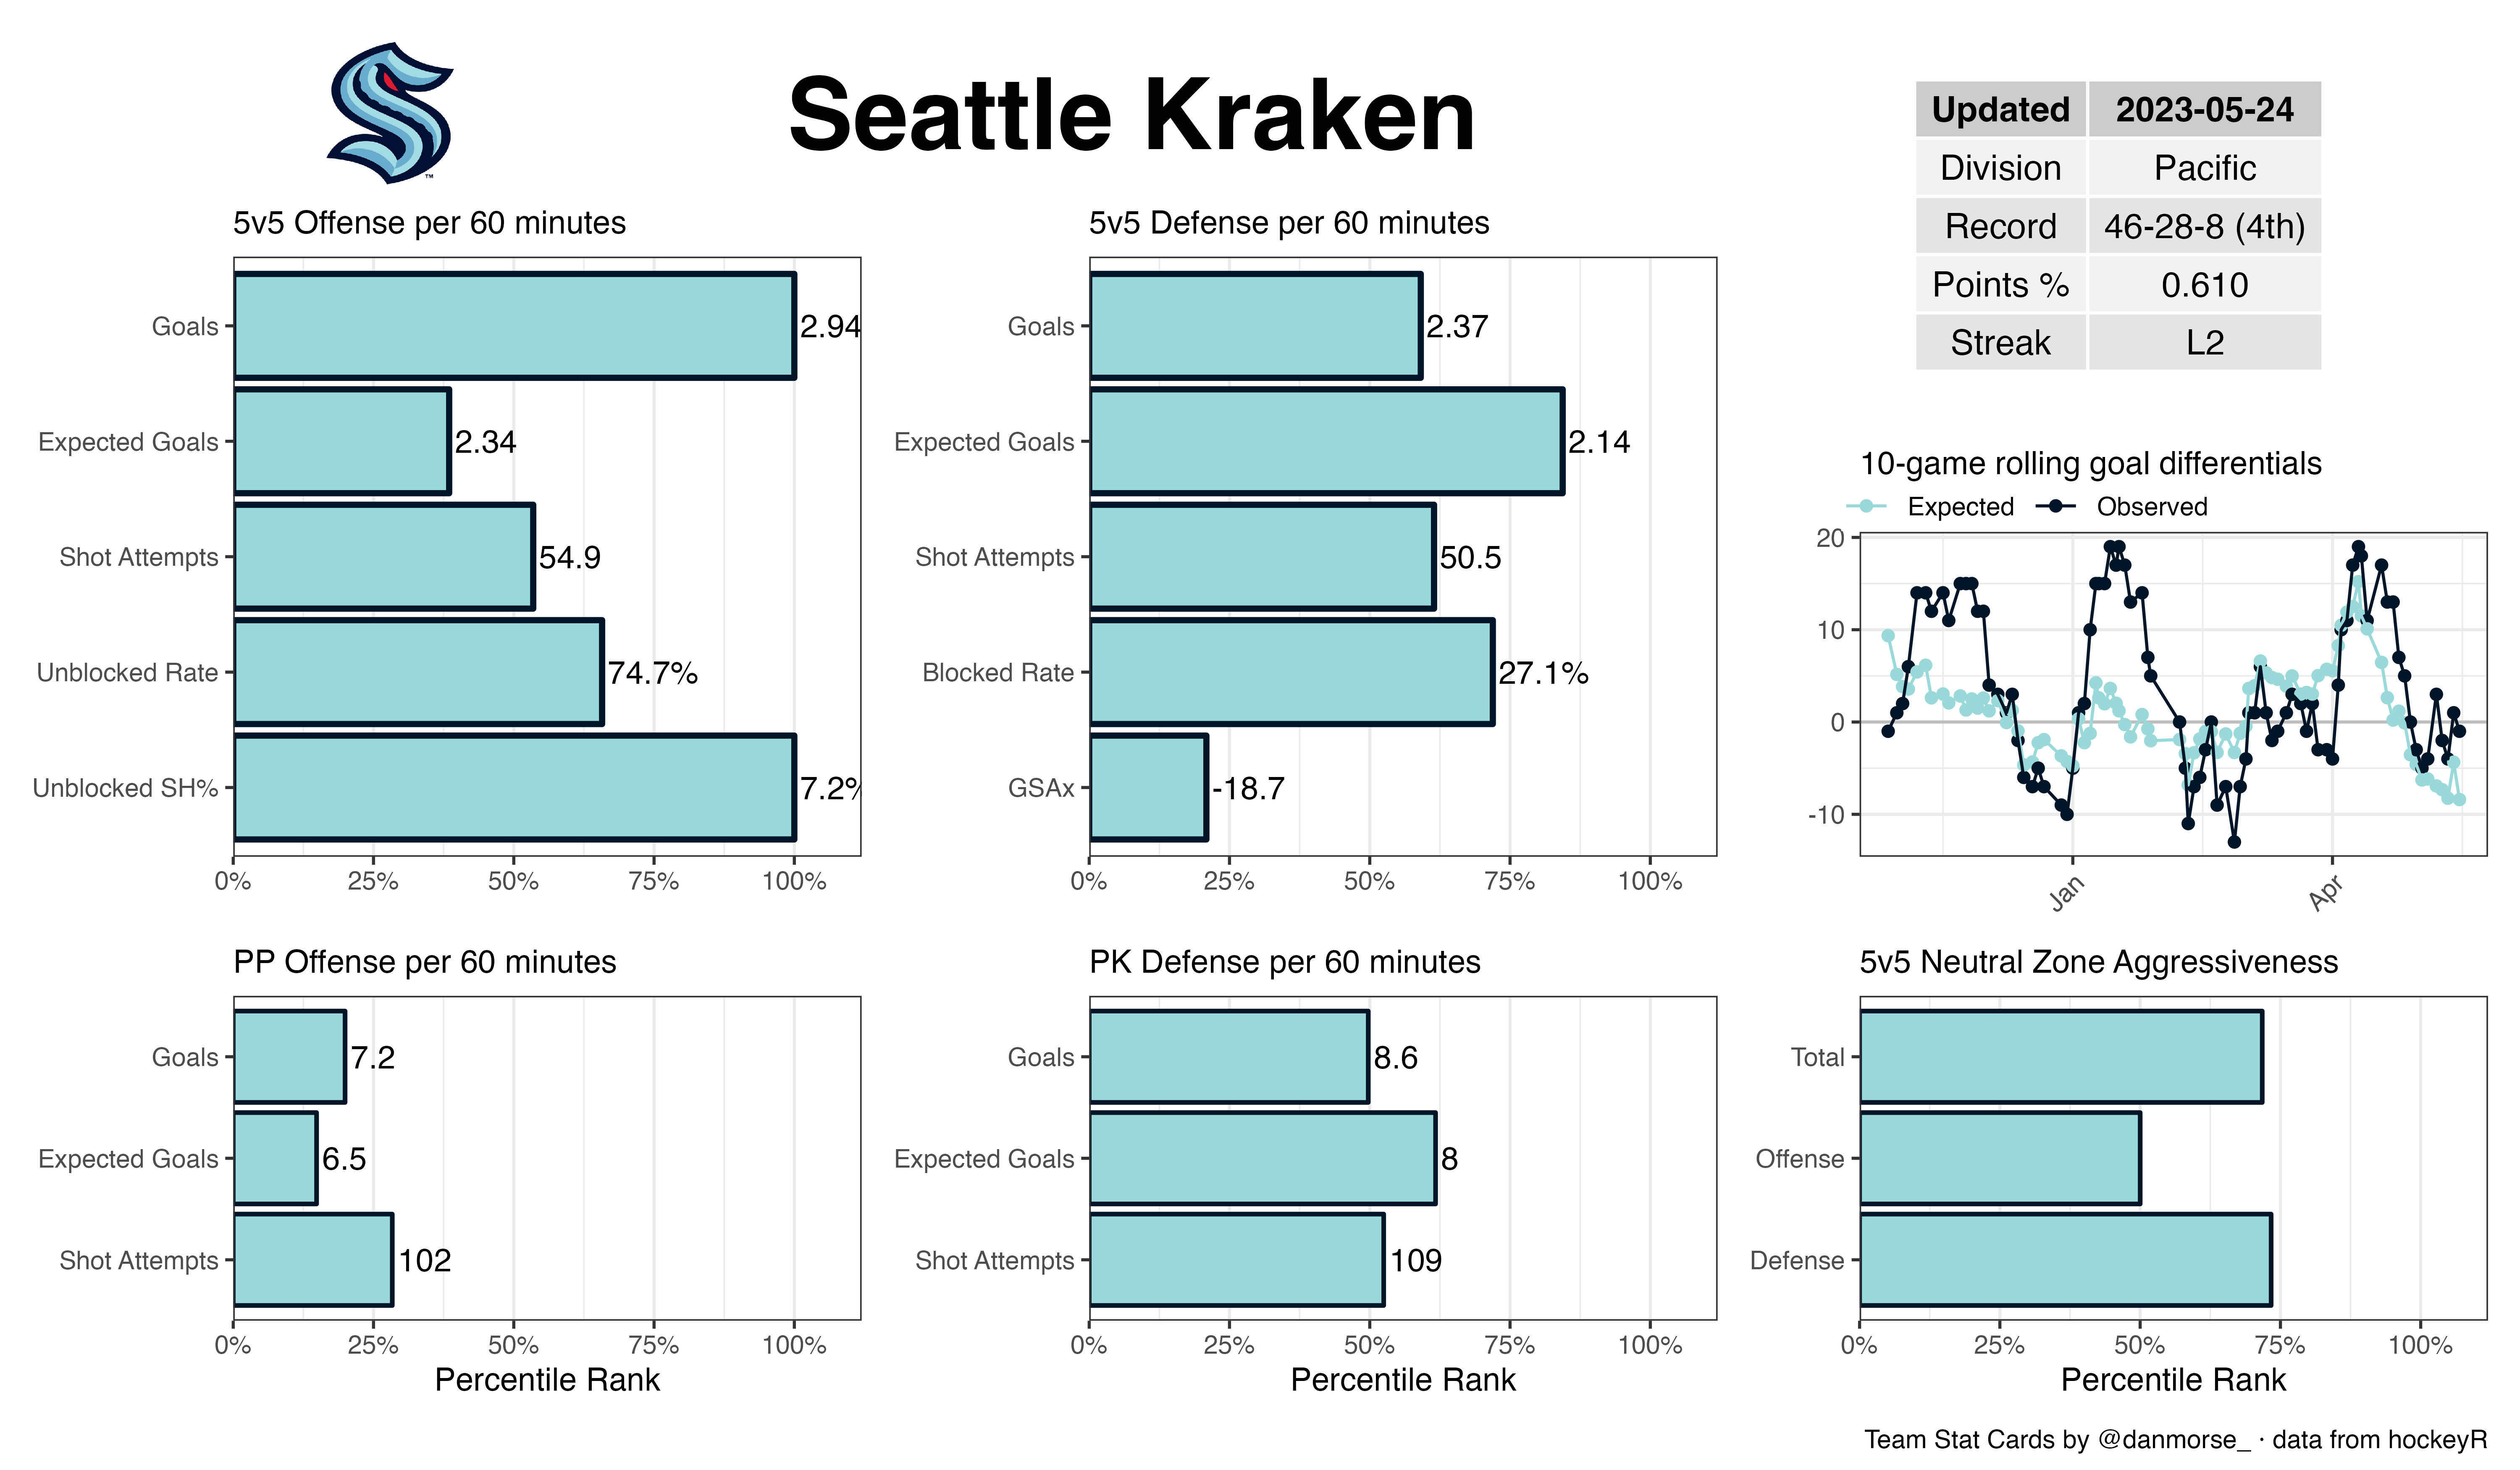 Seattle Kraken
™
Updated 2023-05-24
Division Pacific
Record 46-28-8 (4th)
Points % 0.610
Streak L2
5v5 Offense per 60 minutes
Goals 2.94
Expected Goals 2.34
Shot Attempts 54.9
Unblocked Rate 74.7%
Unblocked SH% 7.2%
0% 25% 50% 75% 100%
5v5 Defense per 60 minutes
Goals 2.37
Expected Goals 2.14
Shot Attempts 50.5
Blocked Rate 27.1%
GSAx -18.7
0% 25% 50% 75% 100%
10-game rolling goal differentials
Expected Observed
20
10
0
-10
Jan Apr
PP Offense per 60 minutes
Goals 7.2
Expected Goals 6.5
Shot Attempts 102
0% 25% 50% 75% 100%
Percentile Rank
PK Defense per 60 minutes
Goals 8.6
Expected Goals 8
Shot Attempts 109
0% 25% 50% 75% 100%
Percentile Rank
5v5 Neutral Zone Aggressiveness
Total
Offense
Defense
0% 25% 50% 75% 100%
Percentile Rank
Team Stat Cards by @danmorse_ · data from hockeyR